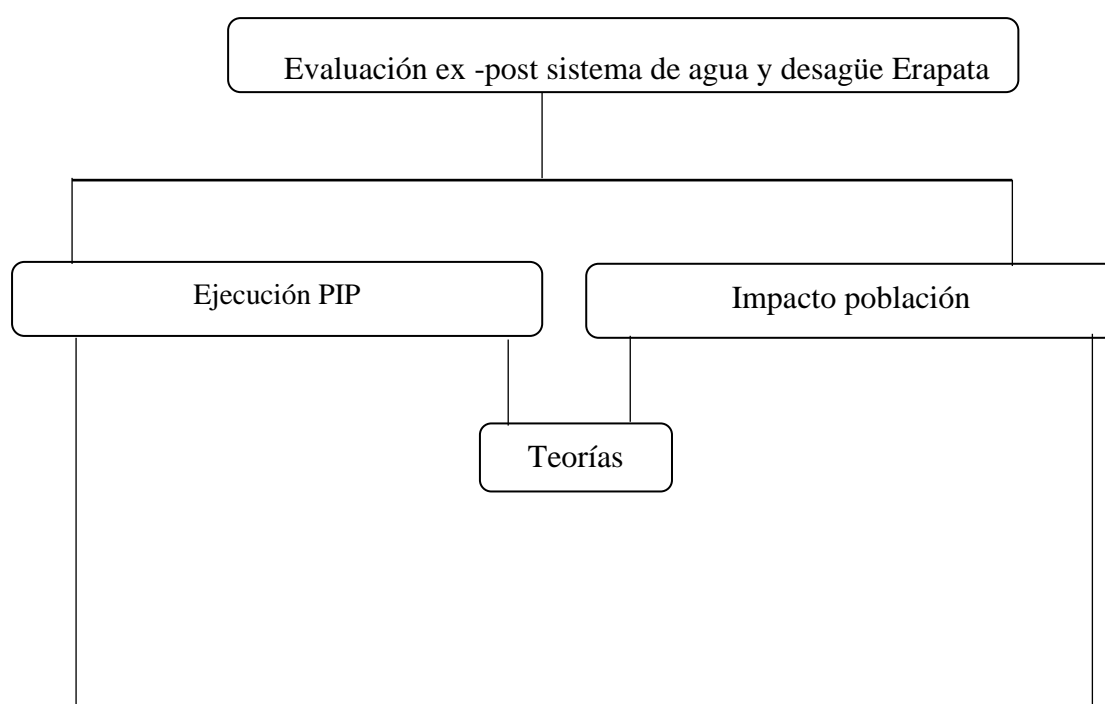 Evaluación ex -post sistema de agua y desagüe Erapata
Ejecución PIP
Impacto población
Teorías